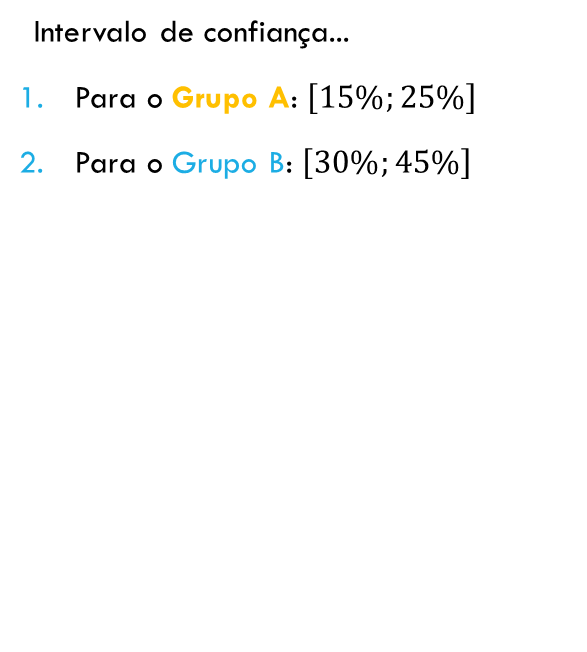 Intervalo de confiança...
1. Para o Grupo A: [15%; 25%]
2. Para o Grupo B: [30%; 45%]